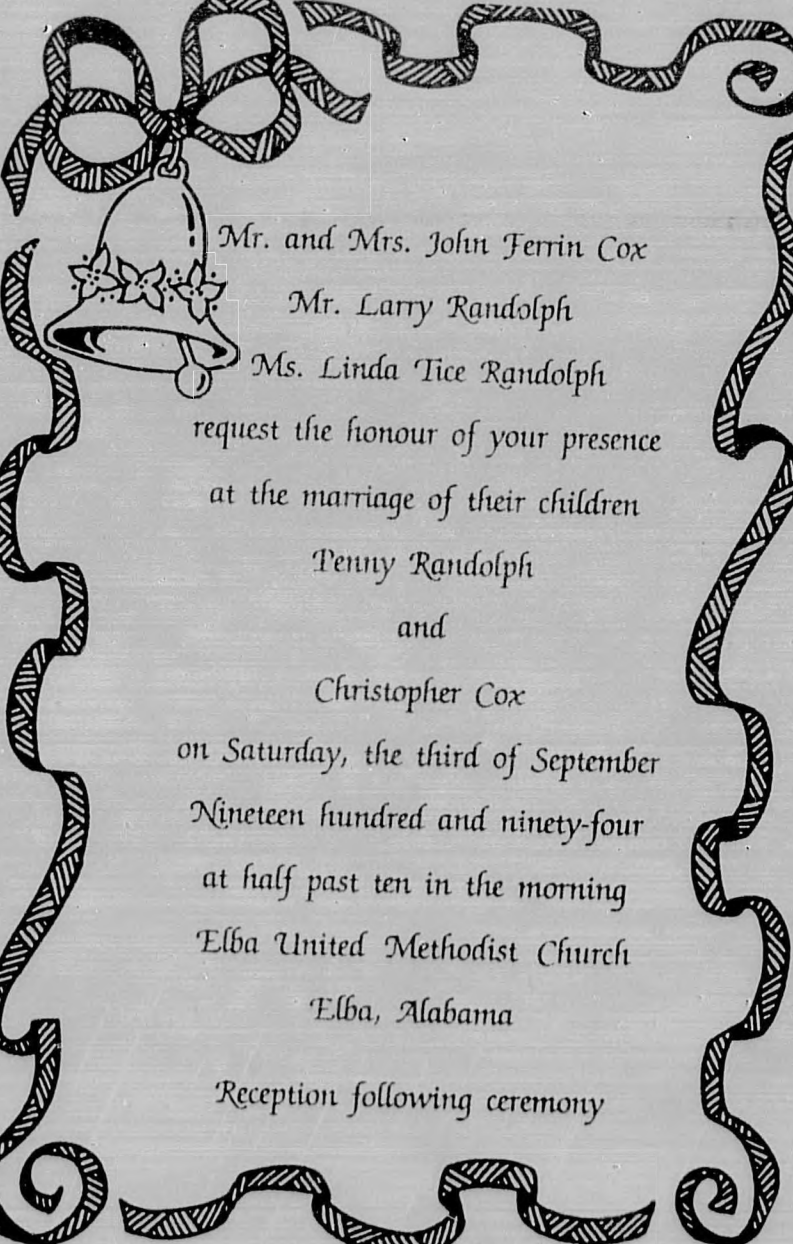 Mr. and Mrs. John Ferrin Cox
Mr. Larry Randolph
Ms. Linda Tice Randolph
request the honour of your presence
at the marriage of their children
Penny Randolph
and
Christopher Cox
on Saturday, the third of September
Nineteen hundred and ninety-four
at half past ten in the morning
Elba United Methodist Church
Elba, Alabama
Reception following ceremony